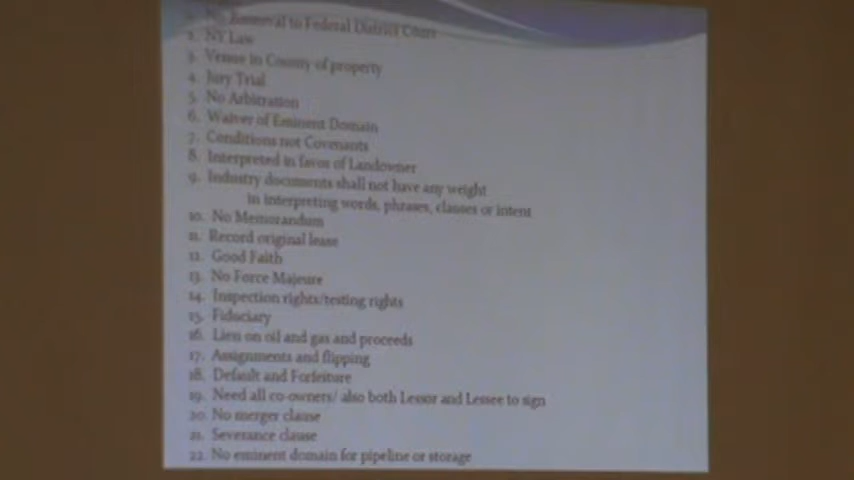 1. No Removal to Federal District Court
2. NY Law
3. Venue in County of property
4. Jury Trial
5. No Arbitration
6. Waiver of Eminent Domain
7. Conditions not Covenants
8. Interpreted in favor of Landowner
9. Industry documents shall not have any weight
in interpreting words, phrases, clauses or intent
10. No Memorandum
11. Record original lease
12. Good Faith
13. No Force Majeure
14. Inspection rights/testing rights
15. Fiduciary
16. Lien on oil and gas and proceeds
17. Assignments and flipping
18. Default and Forfeiture
19. Need all co-owners/ also both Lessor and Lessee to sign
20. No merger clause
21. Severance clause
22. No eminent domain for pipeline or storage